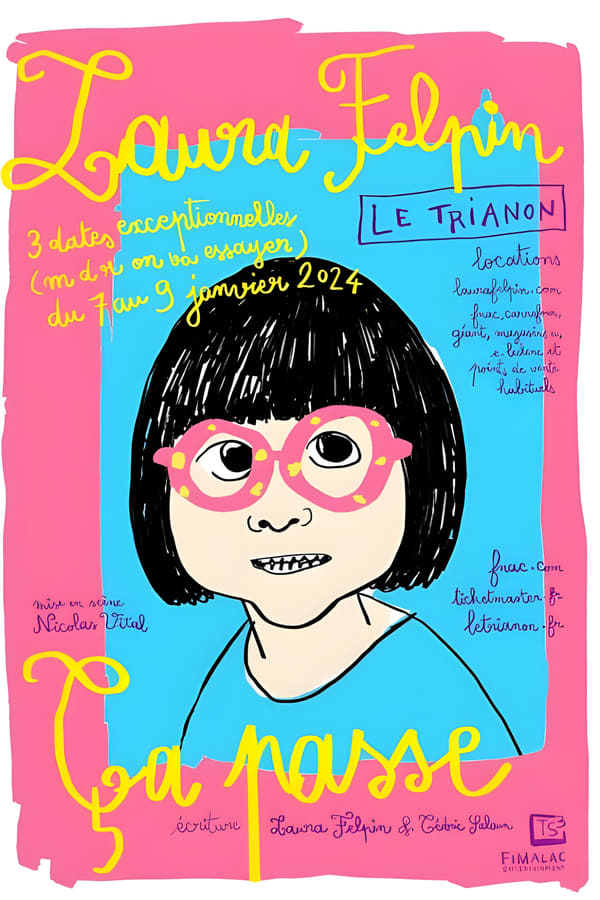 Laura Felpin
3 dates exceptionnelles
(mdr on va essayer)
du 7 au 9 janvier 2024
LE TRIANON
locations
laurafelpin.com
fnac, carrefour,
géant, magasins u,
e. leclerc et
points de vente
habituels
mise en scène
Nicolas Vital
fnac.com
ticketmaster.fr
letrianon.fr
Ça passe
écriture Laura Felpin & Cédric Salaun
TS3
FIMALAC
ENTERTAINMENT